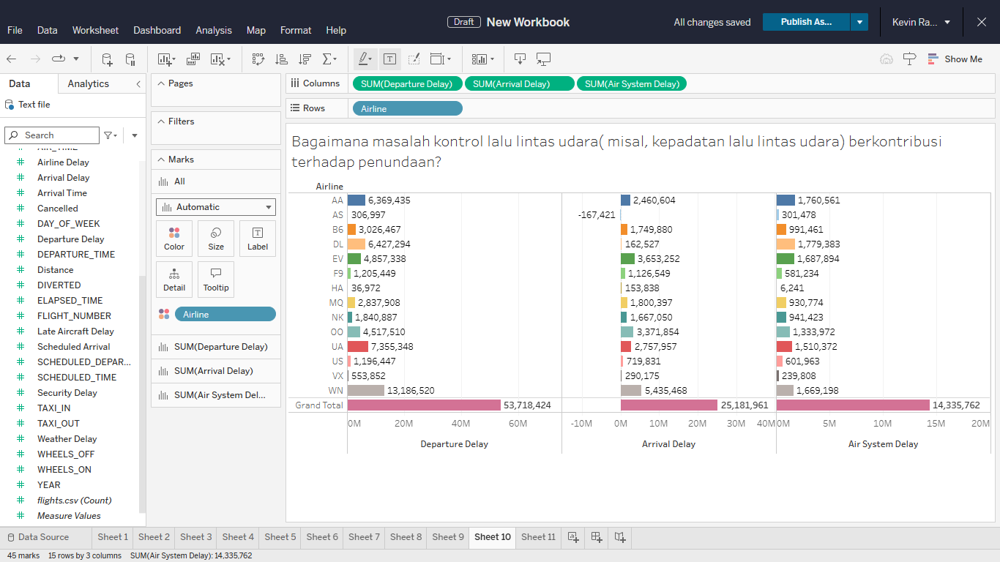 Draft New Workbook
All changes saved
Publish As...
Kevin Ra...
File Data Worksheet Dashboard Analysis Map Format Help
Show Me
Data Analytics
Text file
Search
AIR_TIME
Airline Delay
Arrival Delay
Arrival Time
Cancelled
DAY_OF_WEEK
Departure Delay
DEPARTURE_TIME
Distance
DIVERTED
ELAPSED_TIME
FLIGHT_NUMBER
Late Aircraft Delay
Scheduled Arrival
SCHEDULED_DEPAR...
SCHEDULED_TIME
Security Delay
TAXI_IN
TAXI_OUT
Weather Delay
WHEELS_OFF
WHEELS_ON
YEAR
flights.csv (Count)
Measure Values
Pages
Filters
Marks
All
Automatic
Color Size Label
Detail Tooltip
Airline
SUM(Departure Delay)
SUM(Arrival Delay)
SUM(Air System Del...
Columns SUM(Departure Delay) SUM(Arrival Delay) SUM(Air System Delay)
Rows Airline
Bagaimana masalah kontrol lalu lintas udara( misal, kepadatan lalu lintas udara) berkontribusi
terhadap penundaan?
Airline
AA 6,369,435 2,460,604 1,760,561
AS 306,997 -167,421 301,478
B6 3,026,467 1,749,880 991,461
DL 6,427,294 162,527 1,779,383
EV 4,857,338 3,653,252 1,687,894
F9 1,205,449 1,126,549 581,234
HA 36,972 153,838 6,241
MQ 2,837,908 1,800,397 930,774
NK 1,840,887 1,667,050 941,423
OO 4,517,510 3,371,854 1,333,972
UA 7,355,348 2,757,957 1,510,372
US 1,196,447 719,831 601,963
VX 553,852 290,175 239,808
WN 13,186,520 5,435,468 1,669,198
Grand Total 53,718,424 25,181,961 14,335,762
0M 20M 40M 60M -10M 0M 10M 20M 30M 40M 0M 5M 10M 15M 20M
Departure Delay Arrival Delay Air System Delay
Data Source Sheet 1 Sheet 2 Sheet 3 Sheet 4 Sheet 5 Sheet 6 Sheet 7 Sheet 8 Sheet 9 Sheet 10 Sheet 11
45 marks 15 rows by 3 columns SUM(Air System Delay): 14,335,762